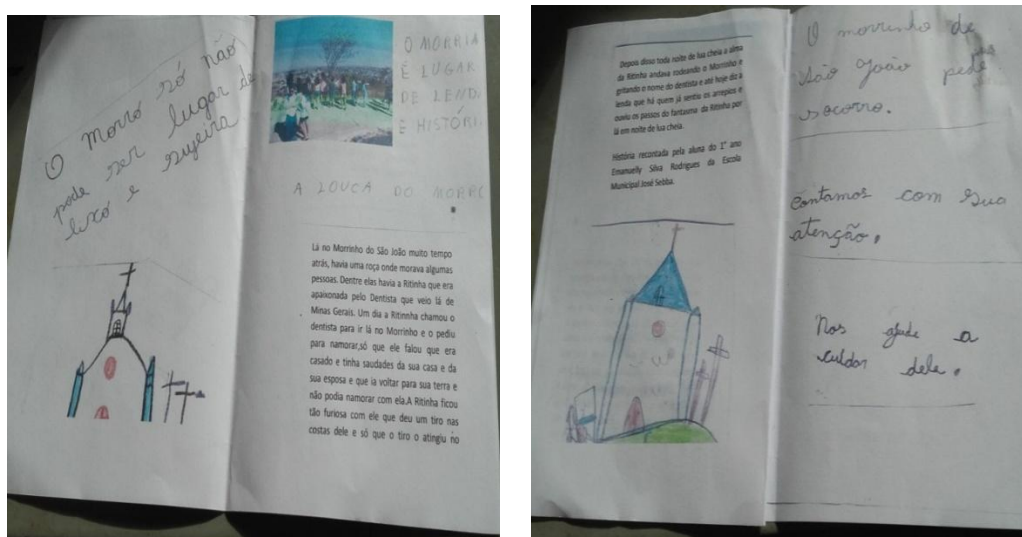 O morro só não
pode ser lugar de
lixo e sujeira
O MORRI
É LUGAR
DE LEND
E HISTÓRI
A LOUCA DO MORRO
Lá no Morrinho do São João muito tempo
atrás, havia uma roça onde morava algumas
pessoas. Dentre elas havia a Ritinha que era
apaixonada pelo Dentista que veio lá de
Minas Gerais. Um dia a Ritinnha chamou o
dentista para ir lá no Morrinho e o pediu
para namorar,só que ele falou que era
casado e tinha saudades da sua casa e da
sua esposa e que ia voltar para sua terra e
não podia namorar com ela.A Ritinha ficou
tão furiosa com ele que deu um tiro nas
costas dele e só que o tiro o atingiu no
Depois disso toda noite de lua cheia a alma
da Ritinha andava rodeando o Morrinho e
gritando o nome do dentista e até hoje diz a
lenda que há quem já sentiu os arrepios e
ouviu os passos do fantasma da Ritinha por
lá em noite de lua cheia.
História recontada pela aluna do 1° ano
Emanuelly Silva Rodrigues da Escola
Municipal José Sebba.
O morrinho de
São João pede
socorro.
Contamos com sua
atenção.
Nos ajude a
cuidar dele.